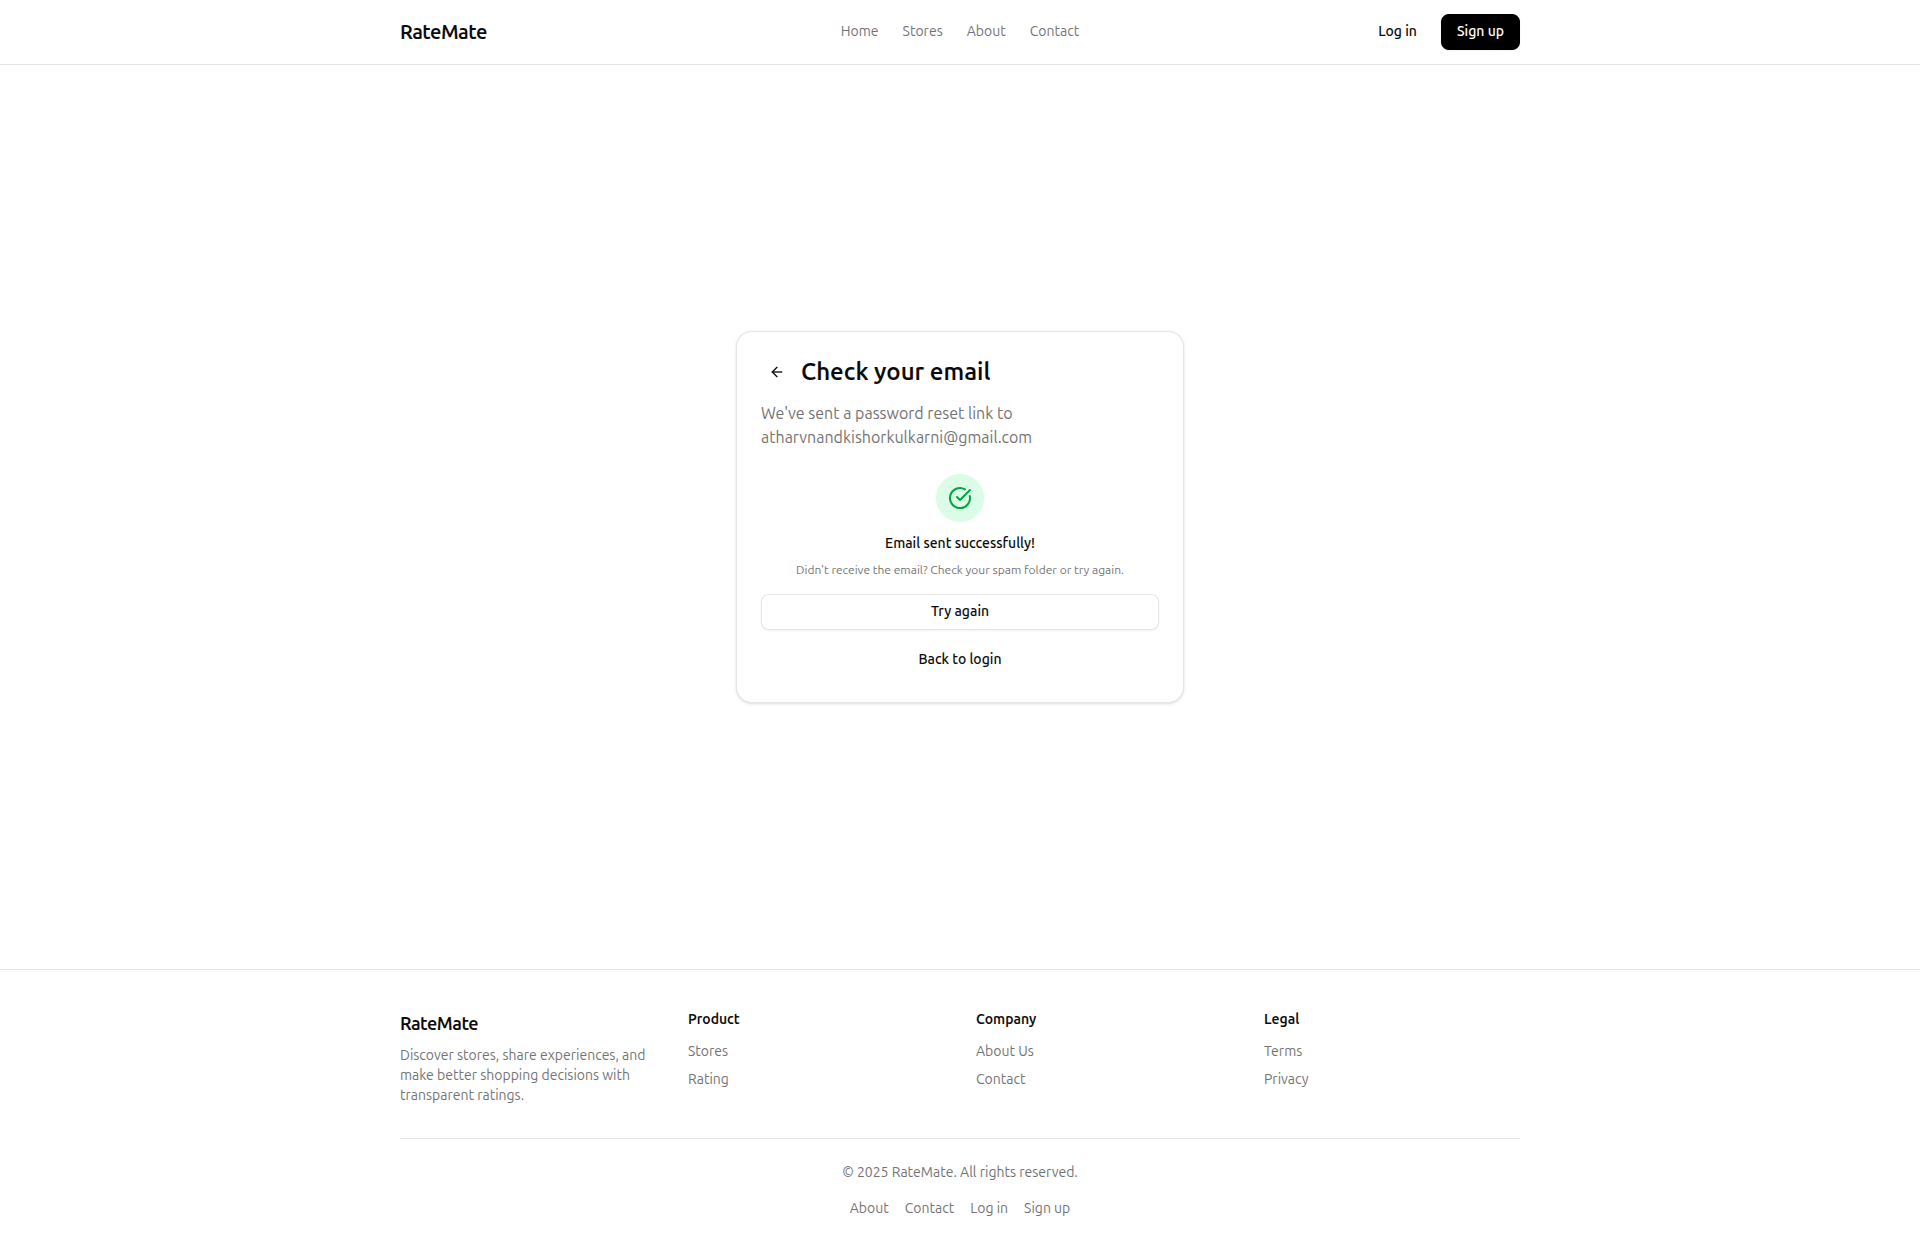 RateMate
Home Stores About Contact
Log in Sign up
Check your email
We've sent a password reset link to
atharvnandkishorkulkarni@gmail.com
Email sent successfully!
Didn't receive the email? Check your spam folder or try again.
Try again
Back to login
RateMate
Discover stores, share experiences, and
make better shopping decisions with
transparent ratings.
Product
Stores
Rating
Company
About Us
Contact
Legal
Terms
Privacy
© 2025 RateMate. All rights reserved.
About Contact Log in Sign up